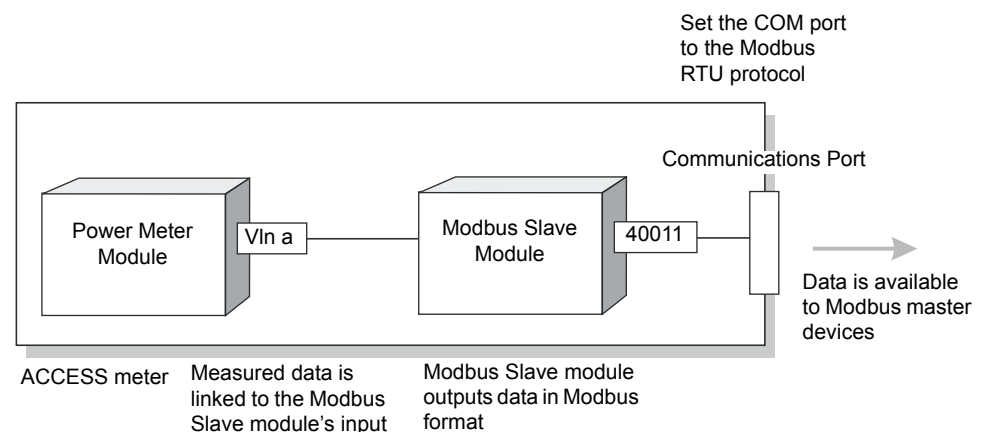 Set the COM port
to the Modbus
RTU protocol
Communications Port
Power Meter
Module
Vln a
Modbus Slave
Module
40011
Data is available
to Modbus master
devices
ACCESS meter
Measured data is
linked to the Modbus
Slave module's input
Modbus Slave module
outputs data in Modbus
format